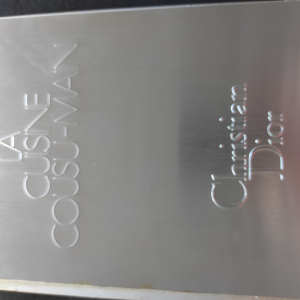 LA
CUISINE
COUSU-MAIN
Christian
Dior